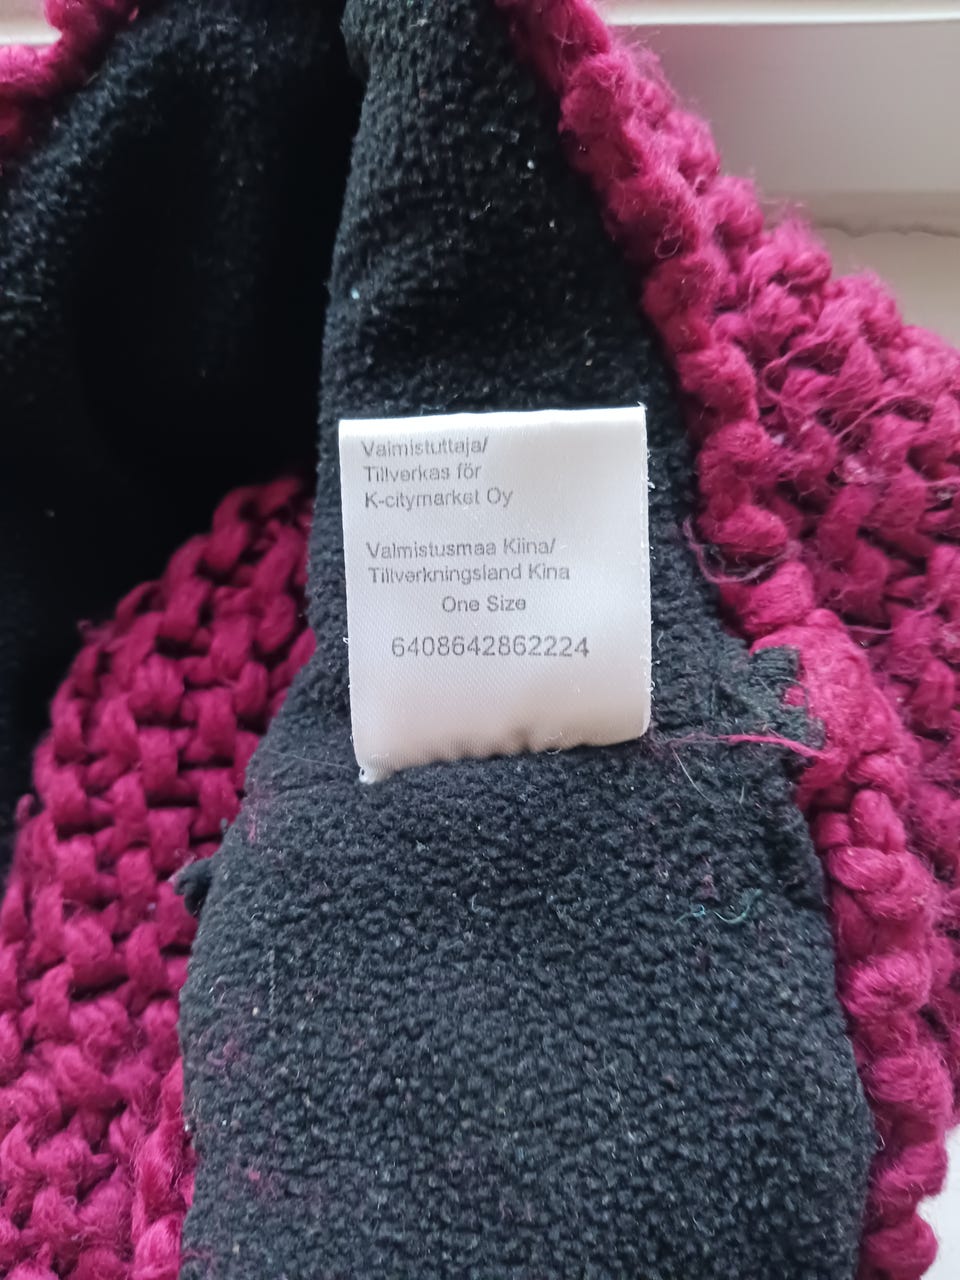 Valmistuttaja/
Tillverkas för
K-citymarket Oy
Valmistusmaa Kiina/
Tillverkningsland Kina
One Size
6408642862224